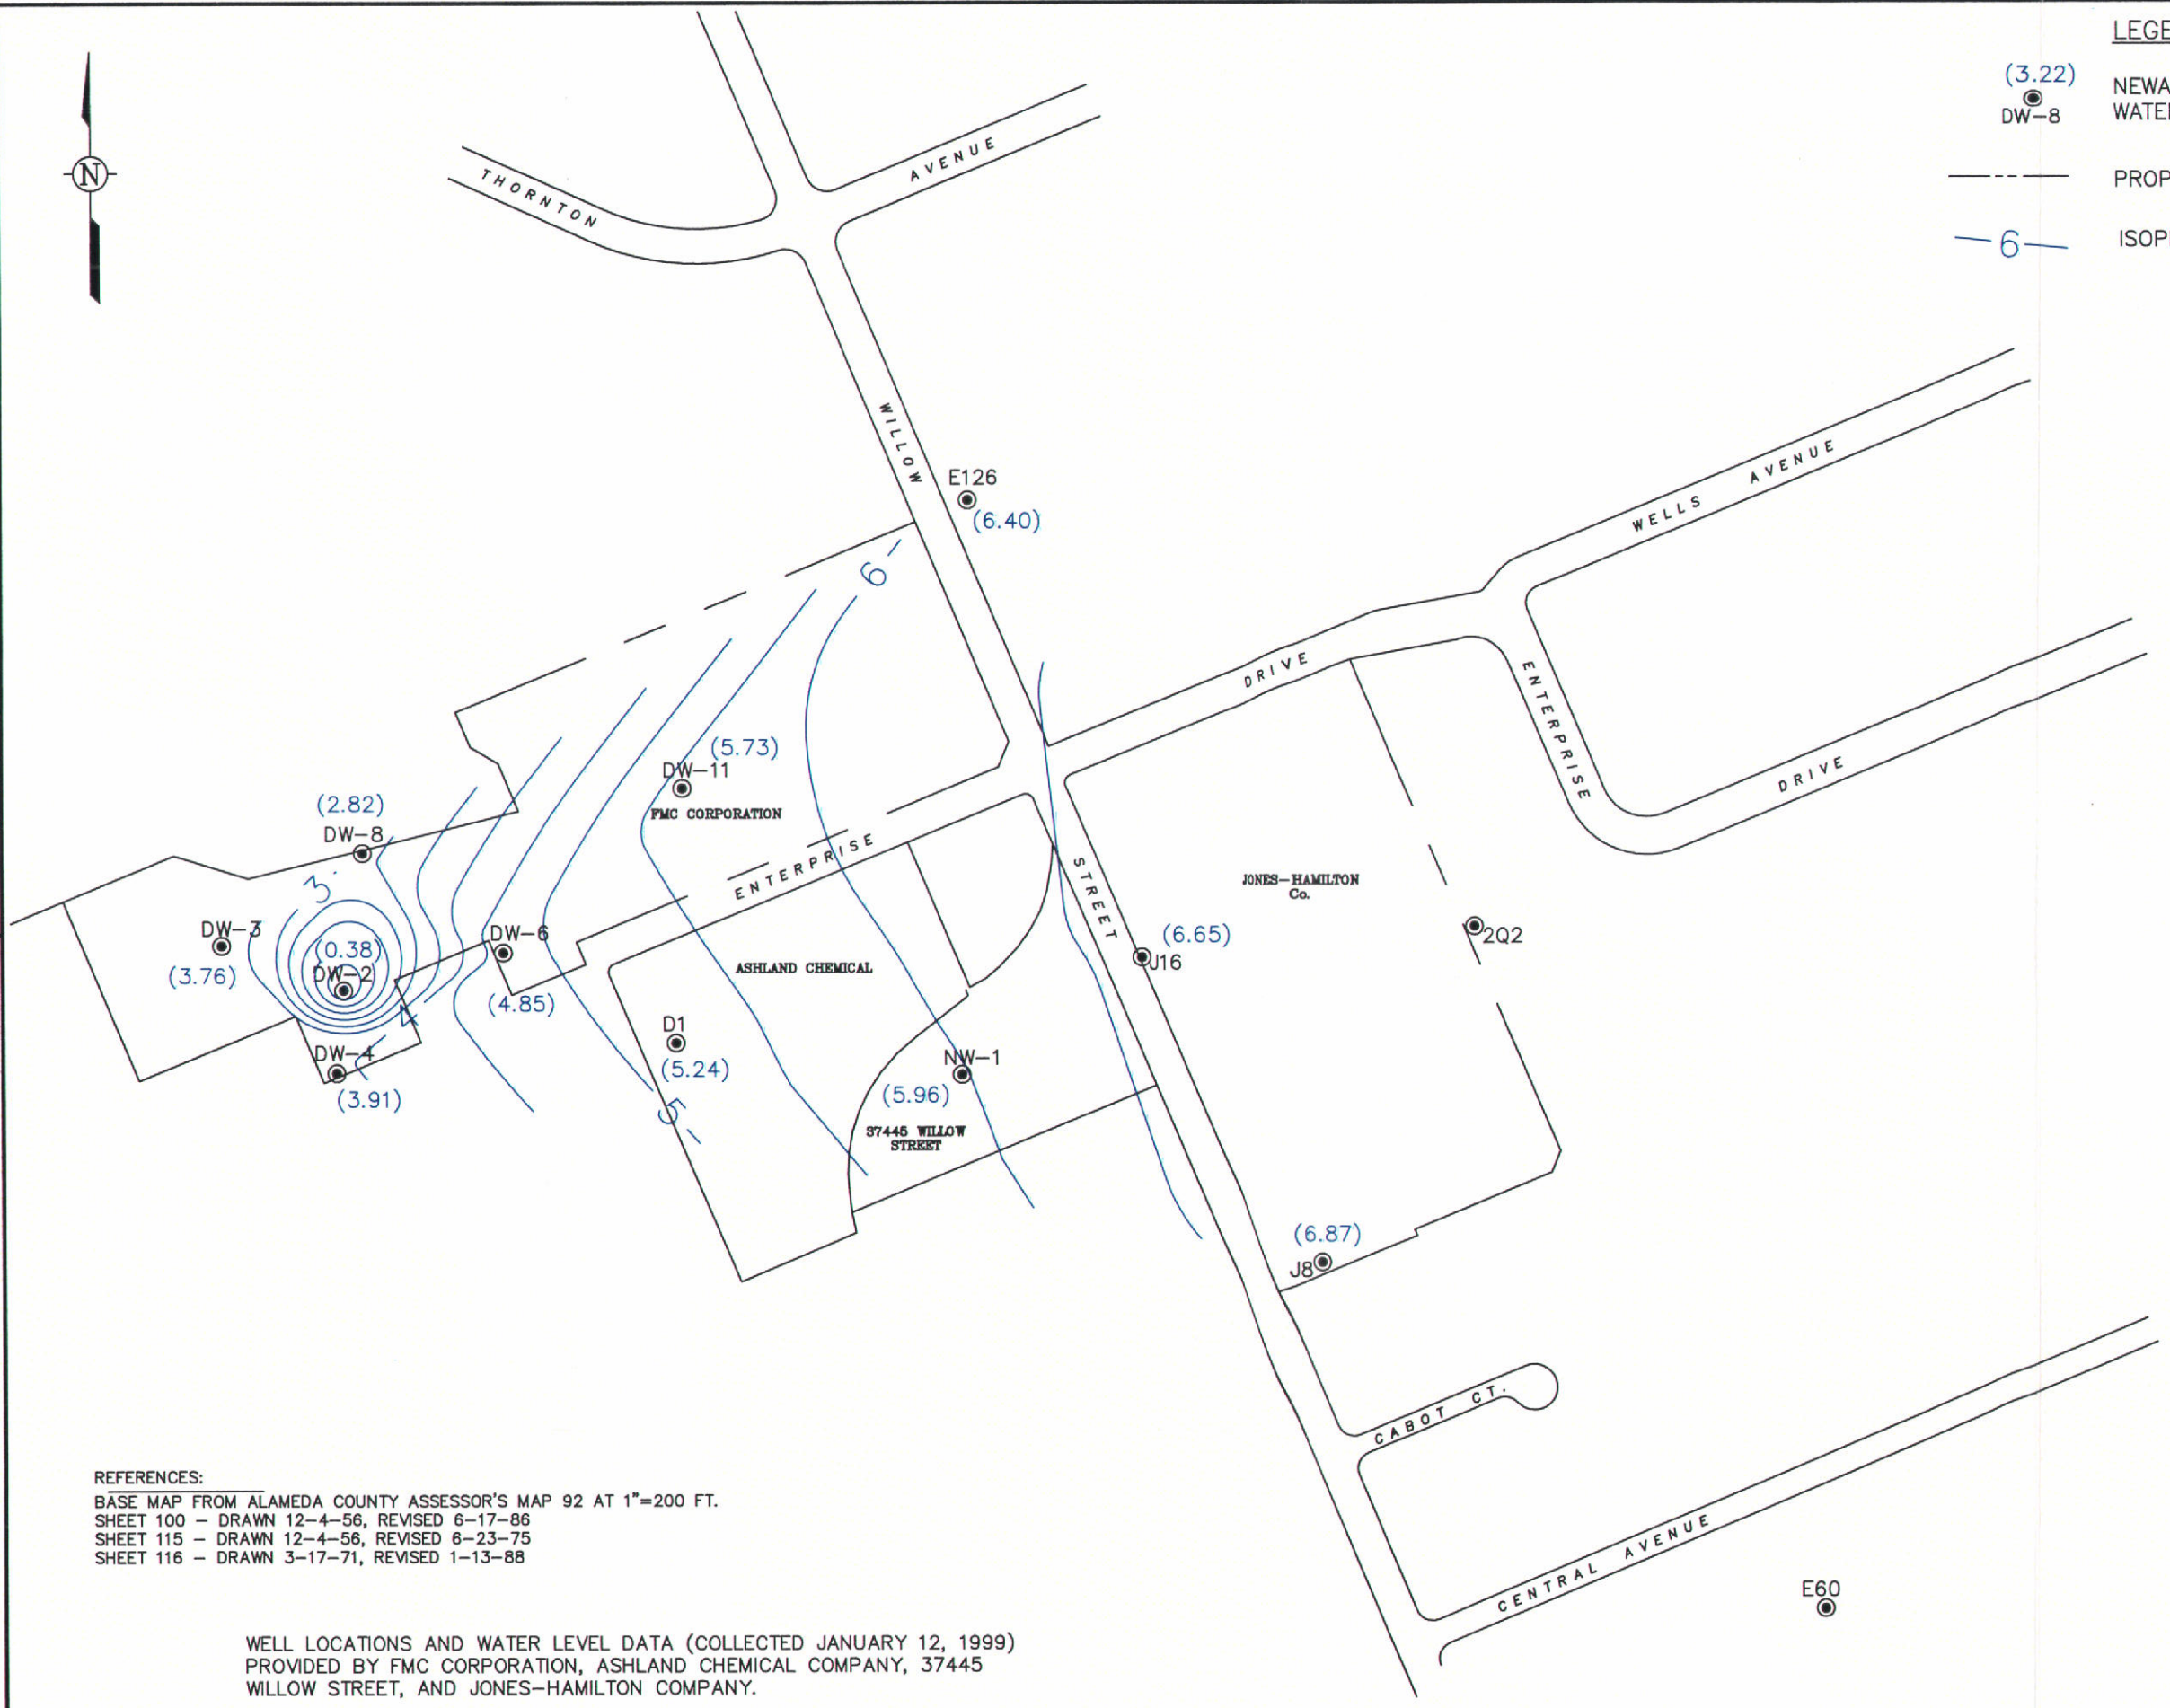 LEGE
(3.22)
DW-8
NEWA
WATE
PROP
6
ISOP
N
THORNTON
AVENUE
WILLOW
E126
(6.40)
WELLS AVENUE
6
DRIVE
ENTERPRISE
DRIVE
(5.73)
DW-11
FMC CORPORATION
(2.82)
DW-8
3
ENTERPRISE
STREET
JONES-HAMILTON
Co.
DW-3
(3.76)
(0.38)
DW-2
DW-6
(4.85)
4
ASHLAND CHEMICAL
(6.65)
J16
2Q2
DW-4
(3.91)
D1
(5.24)
5
NW-1
(5.96)
37445 WILLOW
STREET
(6.87)
J8
CABOT CT.
CENTRAL AVENUE
E60
REFERENCES:
BASE MAP FROM ALAMEDA COUNTY ASSESSOR'S MAP 92 AT 1"=200 FT.
SHEET 100 - DRAWN 12-4-56, REVISED 6-17-86
SHEET 115 - DRAWN 12-4-56, REVISED 6-23-75
SHEET 116 - DRAWN 3-17-71, REVISED 1-13-88
WELL LOCATIONS AND WATER LEVEL DATA (COLLECTED JANUARY 12, 1999)
PROVIDED BY FMC CORPORATION, ASHLAND CHEMICAL COMPANY, 37445
WILLOW STREET, AND JONES-HAMILTON COMPANY.